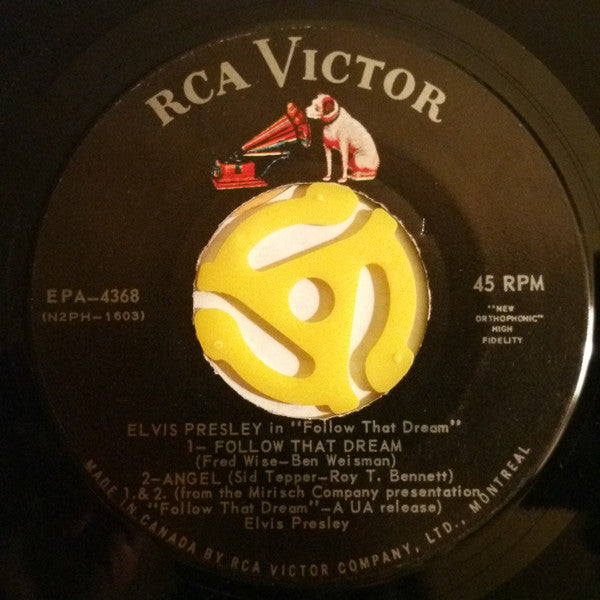 RCA VICTOR
EPA-4368
(N2PH-1603)
45 RPM
"NEW
ORTHOPHONIC"
HIGH
FIDELITY
ELVIS PRESLEY in "Follow That Dream"
1- FOLLOW THAT DREAM
(Fred Wise-Ben Weisman)
2-ANGEL (Sid Tepper-Roy T. Bennett)
1.& 2. (from the Mirisch Company presentation
"Follow That Dream"-A UA release)
Elvis Presley
MADE IN CANADA BY RCA VICTOR COMPANY, LTD., MONTREAL